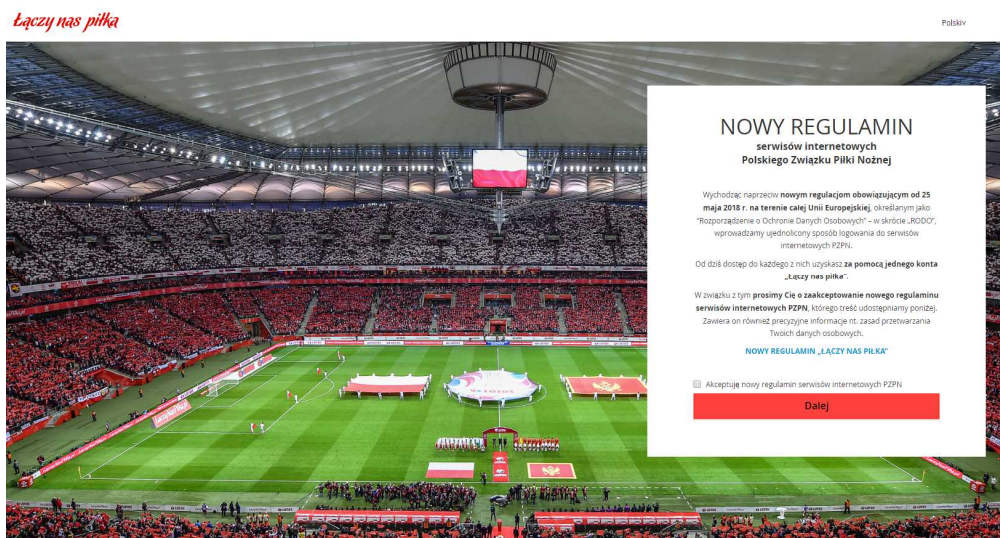 Łączy nas piłka
Polski
NOWY REGULAMIN
serwisów internetowych
Polskiego Związku Piłki Nożnej
Wychodząc naprzeciw nowym regulacjom obowiązującym od 25
maja 2018 r. na terenie całej Unii Europejskiej, określanym jako
"Rozporządzenie o Ochronie Danych Osobowych" – w skrócie „RODO”,
wprowadzamy ujednolicony sposób logowania do serwisów
internetowych PZPN.
Od dziś dostęp do każdego z nich uzyskasz za pomocą jednego konta
„Łączy nas piłka”.
W związku z tym prosimy Cię o zaakceptowanie nowego regulaminu
serwisów internetowych PZPN, którego treść udostępniamy poniżej.
Zawiera on również precyzyjne informacje nt. zasad przetwarzania
Twoich danych osobowych.
NOWY REGULAMIN „ŁĄCZY NAS PIŁKA”
Akceptuję nowy regulamin serwisów internetowych PZPN
Dalej